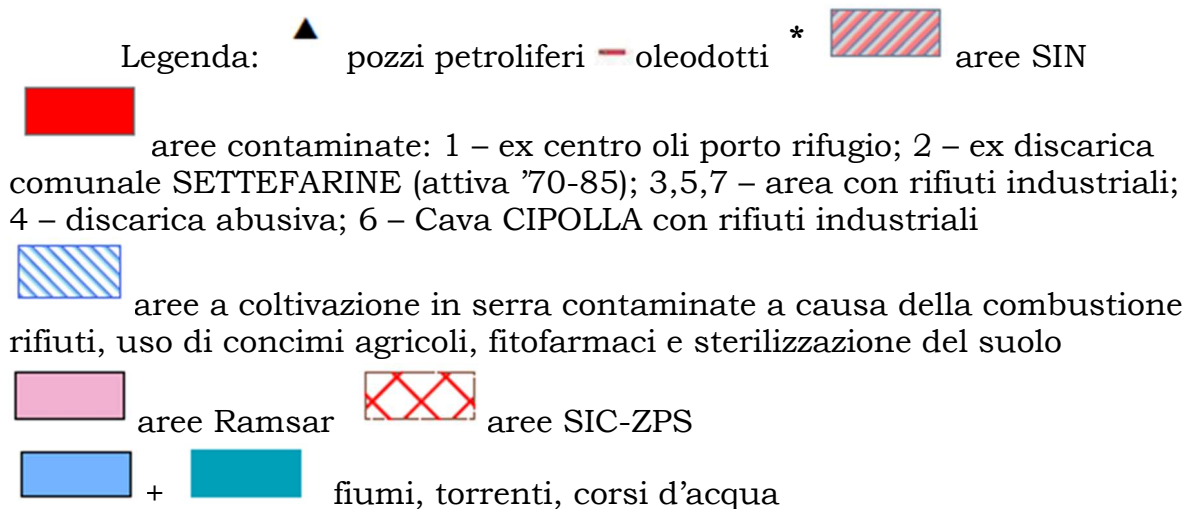 Legenda: pozzi petroliferi oleodotti * aree SIN
aree contaminate: 1 – ex centro oli porto rifugio; 2 – ex discarica
comunale SETTEFARINE (attiva ’70-85); 3,5,7 – area con rifiuti industriali;
4 – discarica abusiva; 6 – Cava CIPOLLA con rifiuti industriali
aree a coltivazione in serra contaminate a causa della combustione
rifiuti, uso di concimi agricoli, fitofarmaci e sterilizzazione del suolo
aree Ramsar aree SIC-ZPS
+ fiumi, torrenti, corsi d’acqua